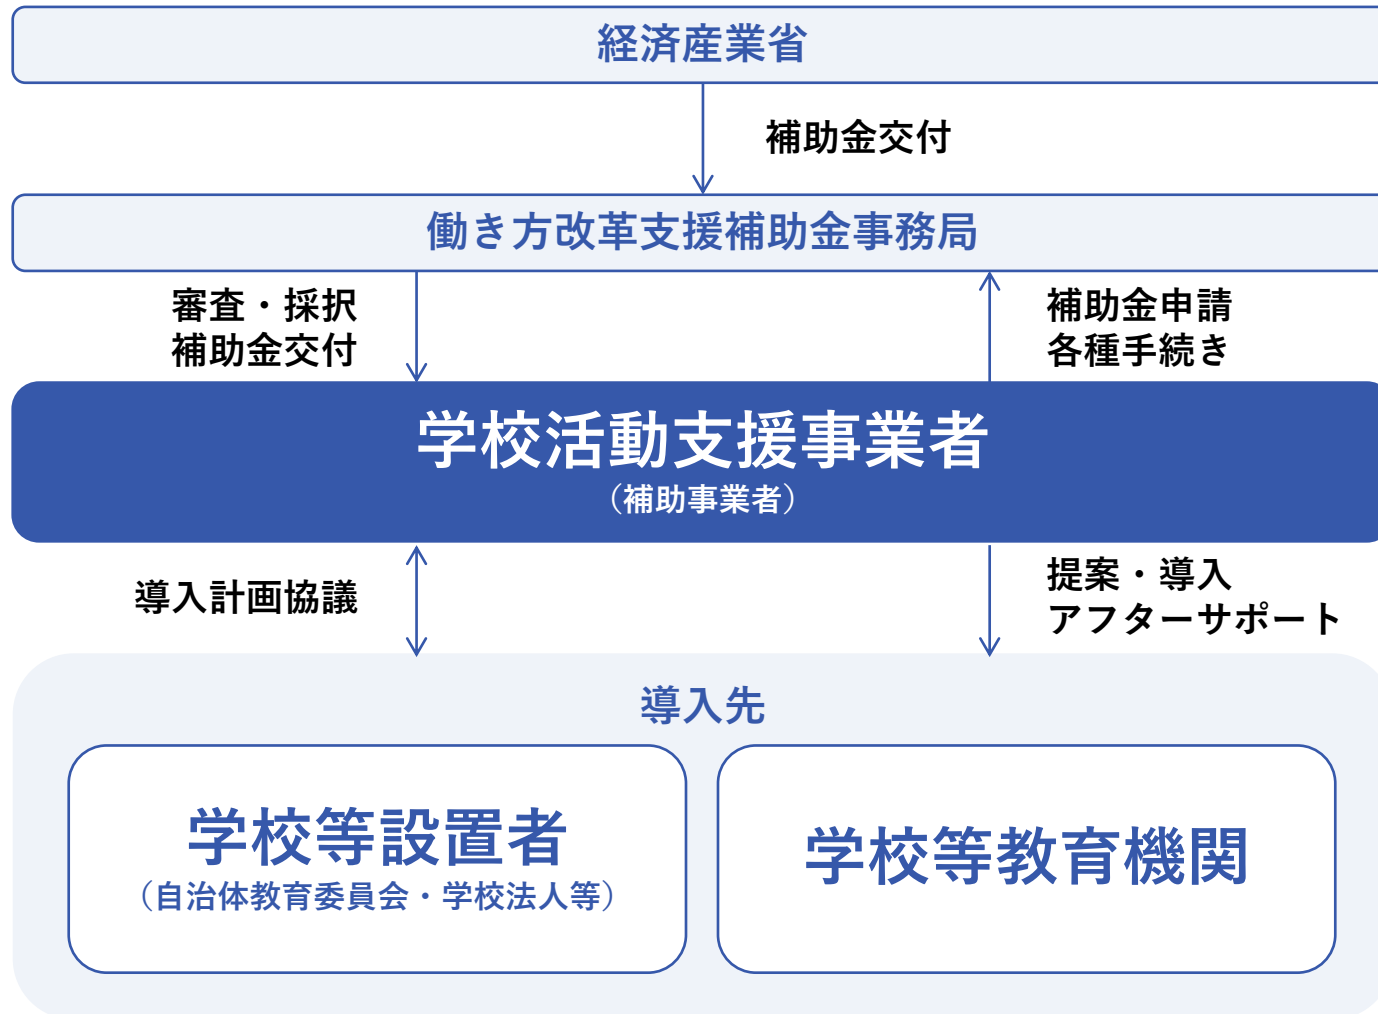 経済産業省
補助金交付
働き方改革支援補助金事務局
審査・採択
補助金交付
補助金申請
各種手続き
学校活動支援事業者
（補助事業者）
導入計画協議
提案・導入
アフターサポート
導入先
学校等設置者
（自治体教育委員会・学校法人等）
学校等教育機関